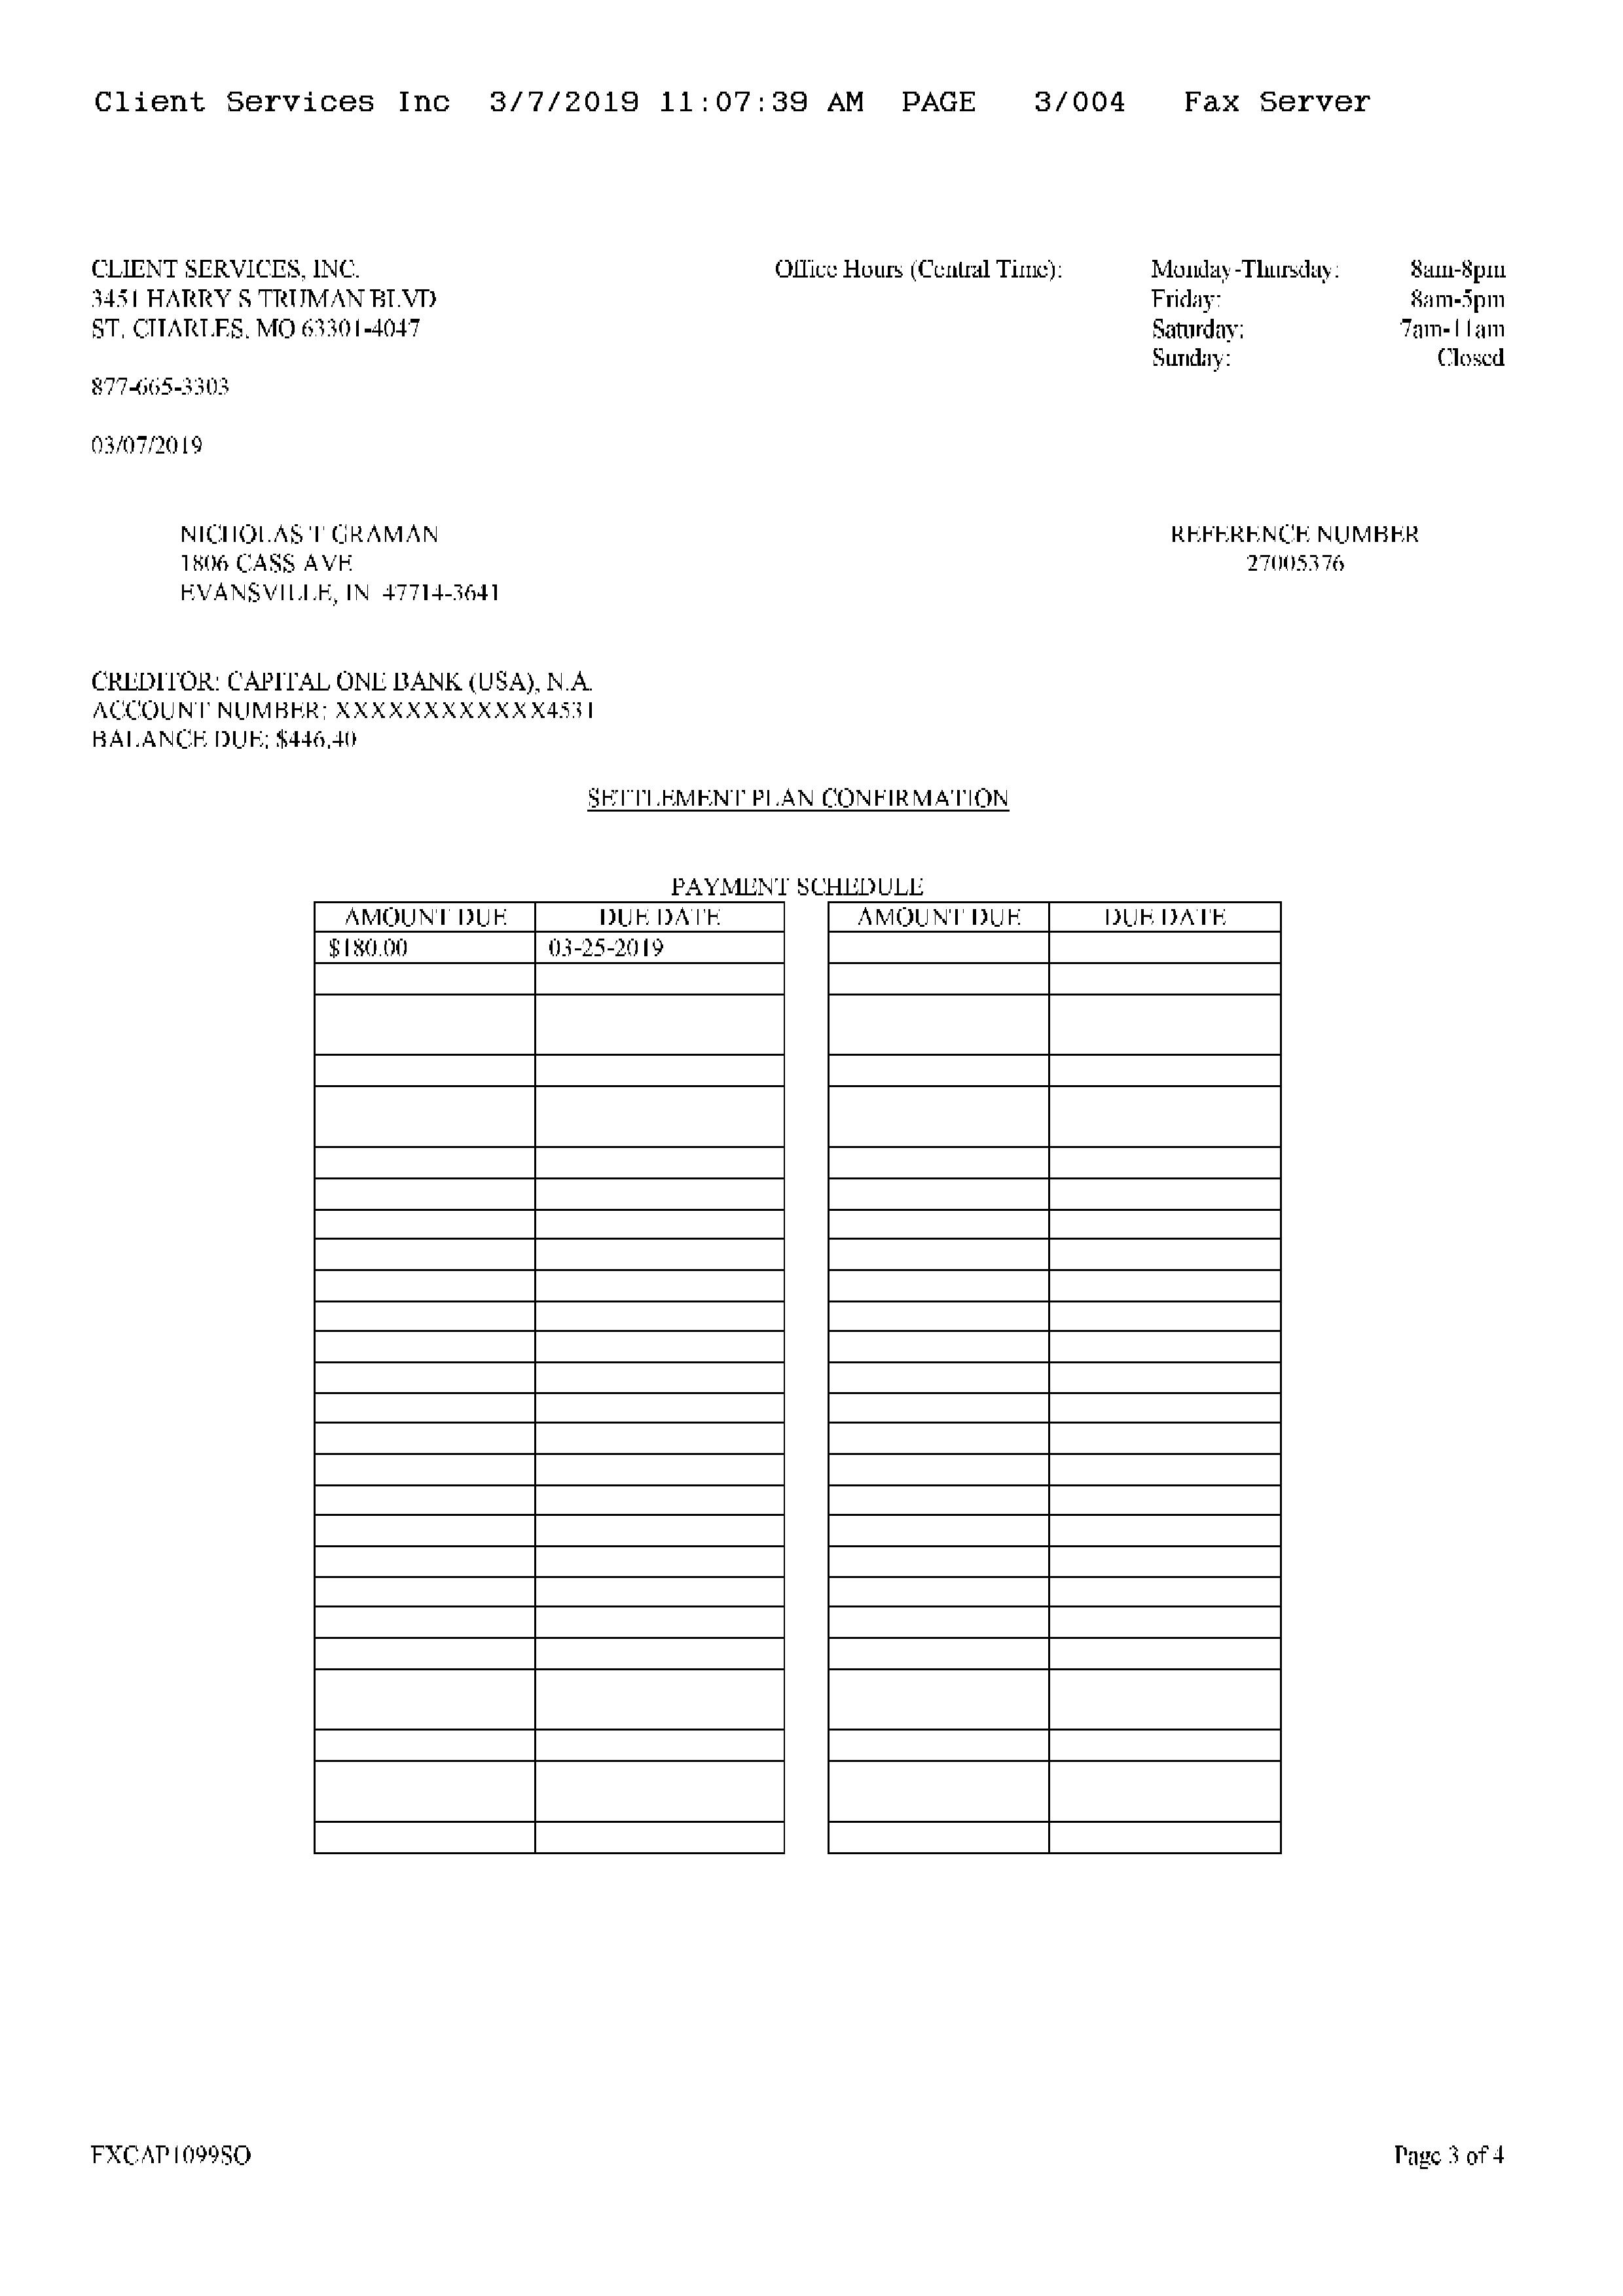 Client Services Inc 3/7/2019 11:07:39 AM PAGE 3/004 Fax Server
CLIENT SERVICES, INC.
3451 HARRY S TRUMAN BLVD
ST. CHARLES, MO 63301-4047
877-665-3303
03/07/2019
Office Hours (Central Time): Monday-Thursday: 8am-8pm
Friday: 8am-5pm
Saturday: 7am-11am
Sunday: Closed
NICHOLAS T GRAMAN
1806 CASS AVE
EVANSVILLE, IN 47714-3641
REFERENCE NUMBER
27005376
CREDITOR: CAPITAL ONE BANK (USA), N.A.
ACCOUNT NUMBER: XXXXXXXXXXXX4531
BALANCE DUE: $446.40
SETTLEMENT PLAN CONFIRMATION
PAYMENT SCHEDULE
AMOUNT DUE DUE DATE AMOUNT DUE DUE DATE
$180.00 03-25-2019
FXCAP1099SO Page 3 of 4